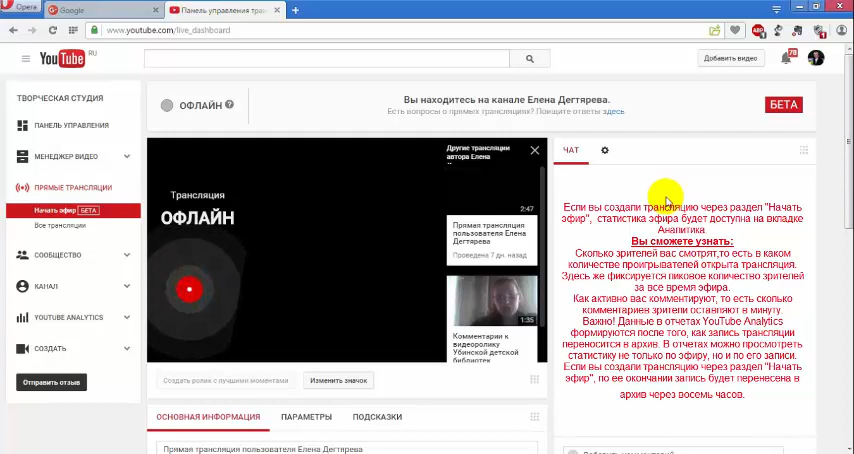 Opera
Google
Панель управления тран
www.youtube.com/live_dashboard
ABP
YouTube RU
Добавить видео
78
ТВОРЧЕСКАЯ СТУДИЯ
ПАНЕЛЬ УПРАВЛЕНИЯ
МЕНЕДЖЕР ВИДЕО
ПРЯМЫЕ ТРАНСЛЯЦИИ
Начать эфир БЕТА
Все трансляции
СООБЩЕСТВО
КАНАЛ
YOUTUBE ANALYTICS
СОЗДАТЬ
Отправить отзыв
ОФЛАЙН ?
Вы находитесь на канале Елена Дегтярева.
Есть вопросы о прямых трансляциях? Поищите ответы здесь
БЕТА
Трансляция
ОФЛАЙН
Другие трансляции
автора Елена
2:47
Прямая трансляция
пользователя Елена
Дегтярева
Проведена 7 дн. назад
1:35
Комментарии к
видеоролику
Убинской детской
библиотек
Создать ролик с лучшими моментами
Изменить значок
ОСНОВНАЯ ИНФОРМАЦИЯ
ПАРАМЕТРЫ
ПОДСКАЗКИ
Прямая трансляция пользователя Елена Дегтярева
ЧАТ
Если вы создали трансляцию через раздел "Начать
эфир", статистика эфира будет доступна на вкладке
Аналитика.
Вы сможете узнать:
Сколько зрителей вас смотрят,то есть в каком
количестве проигрывателей открыта трансляция.
Здесь же фиксируется пиковое количество зрителей
за всё время эфира.
Как активно вас комментируют, то есть сколько
комментариев зрители оставляют в минуту.
Важно! Данные в отчетах YouTube Analytics
формируются после того, как запись трансляции
переносится в архив. В отчетах можно просмотреть
статистику не только по эфиру, но и по его записи.
Если вы создали трансляцию через раздел "Начать
эфир", по ее окончании запись будет перенесена в
архив через восемь часов.